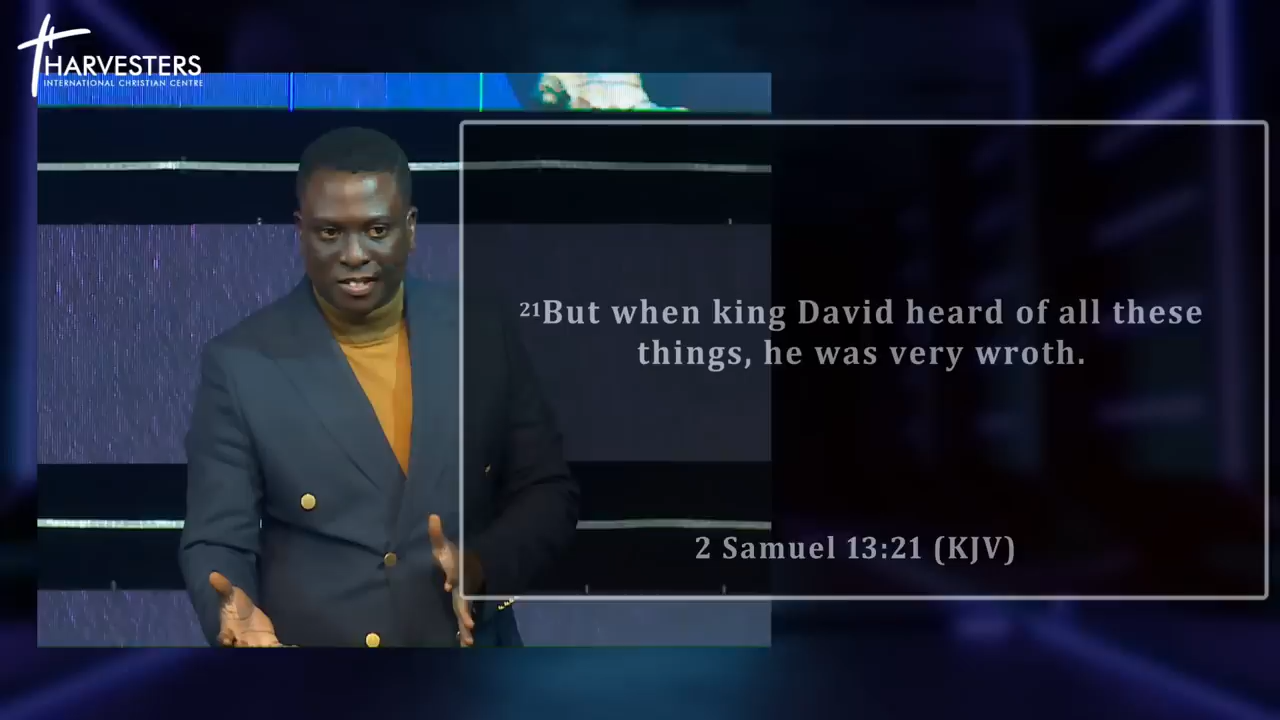 HARVESTERS
INTERNATIONAL CHRISTIAN CENTRE
21But when king David heard of all these
things, he was very wroth.
2 Samuel 13:21 (KJV)